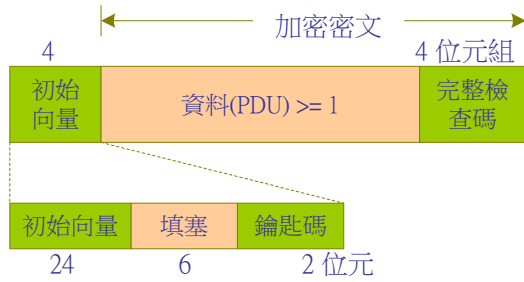 加密密文
4
4 位元組
初始
向量
資料(PDU) >= 1
完整檢
查碼
初始向量
填塞
鑰匙碼
24
6
2 位元